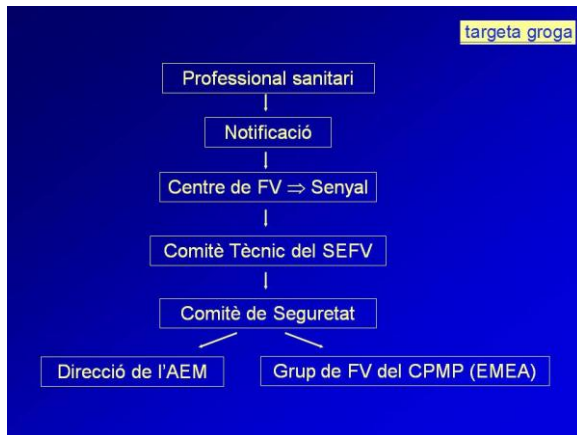 targeta groga
Professional sanitari
Notificació
Centre de FV ⇒ Senyal
Comitè Tècnic del SEFV
Comitè de Seguretat
Direcció de l'AEM
Grup de FV del CPMP (EMEA)